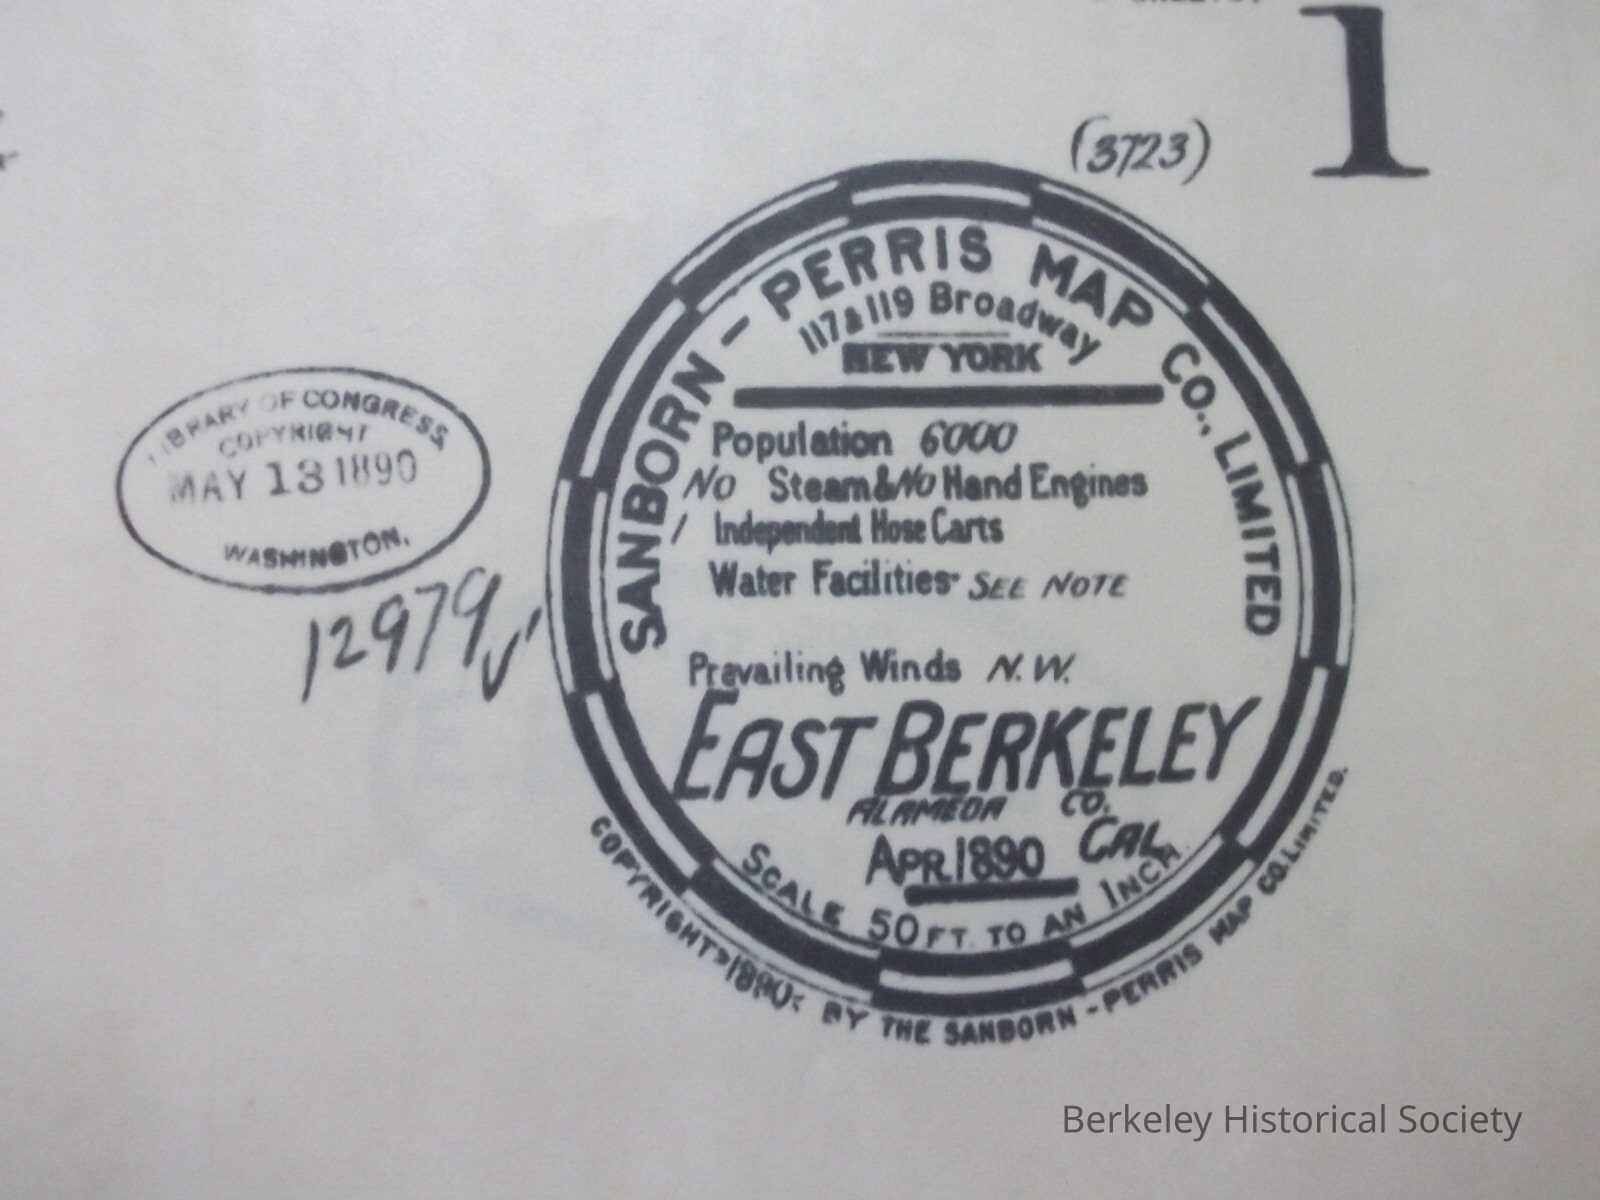 1
(3723)
SANBORN - PERRIS MAP CO., LIMITED
117 & 119 Broadway
NEW YORK
Population 6000
No Steam & No Hand Engines
1 Independent Hose Carts
Water Facilities - SEE NOTE
Prevailing Winds N.W.
EAST BERKELEY
ALAMEDA CO.
CAL.
APR. 1890
SCALE 50 FT. TO AN INCH.
COPYRIGHT 1890 BY THE SANBORN - PERRIS MAP CO. LIMITED.
LIBRARY OF CONGRESS,
COPYRIGHT
MAY 13 1890
WASHINGTON.
12979
Berkeley Historical Society